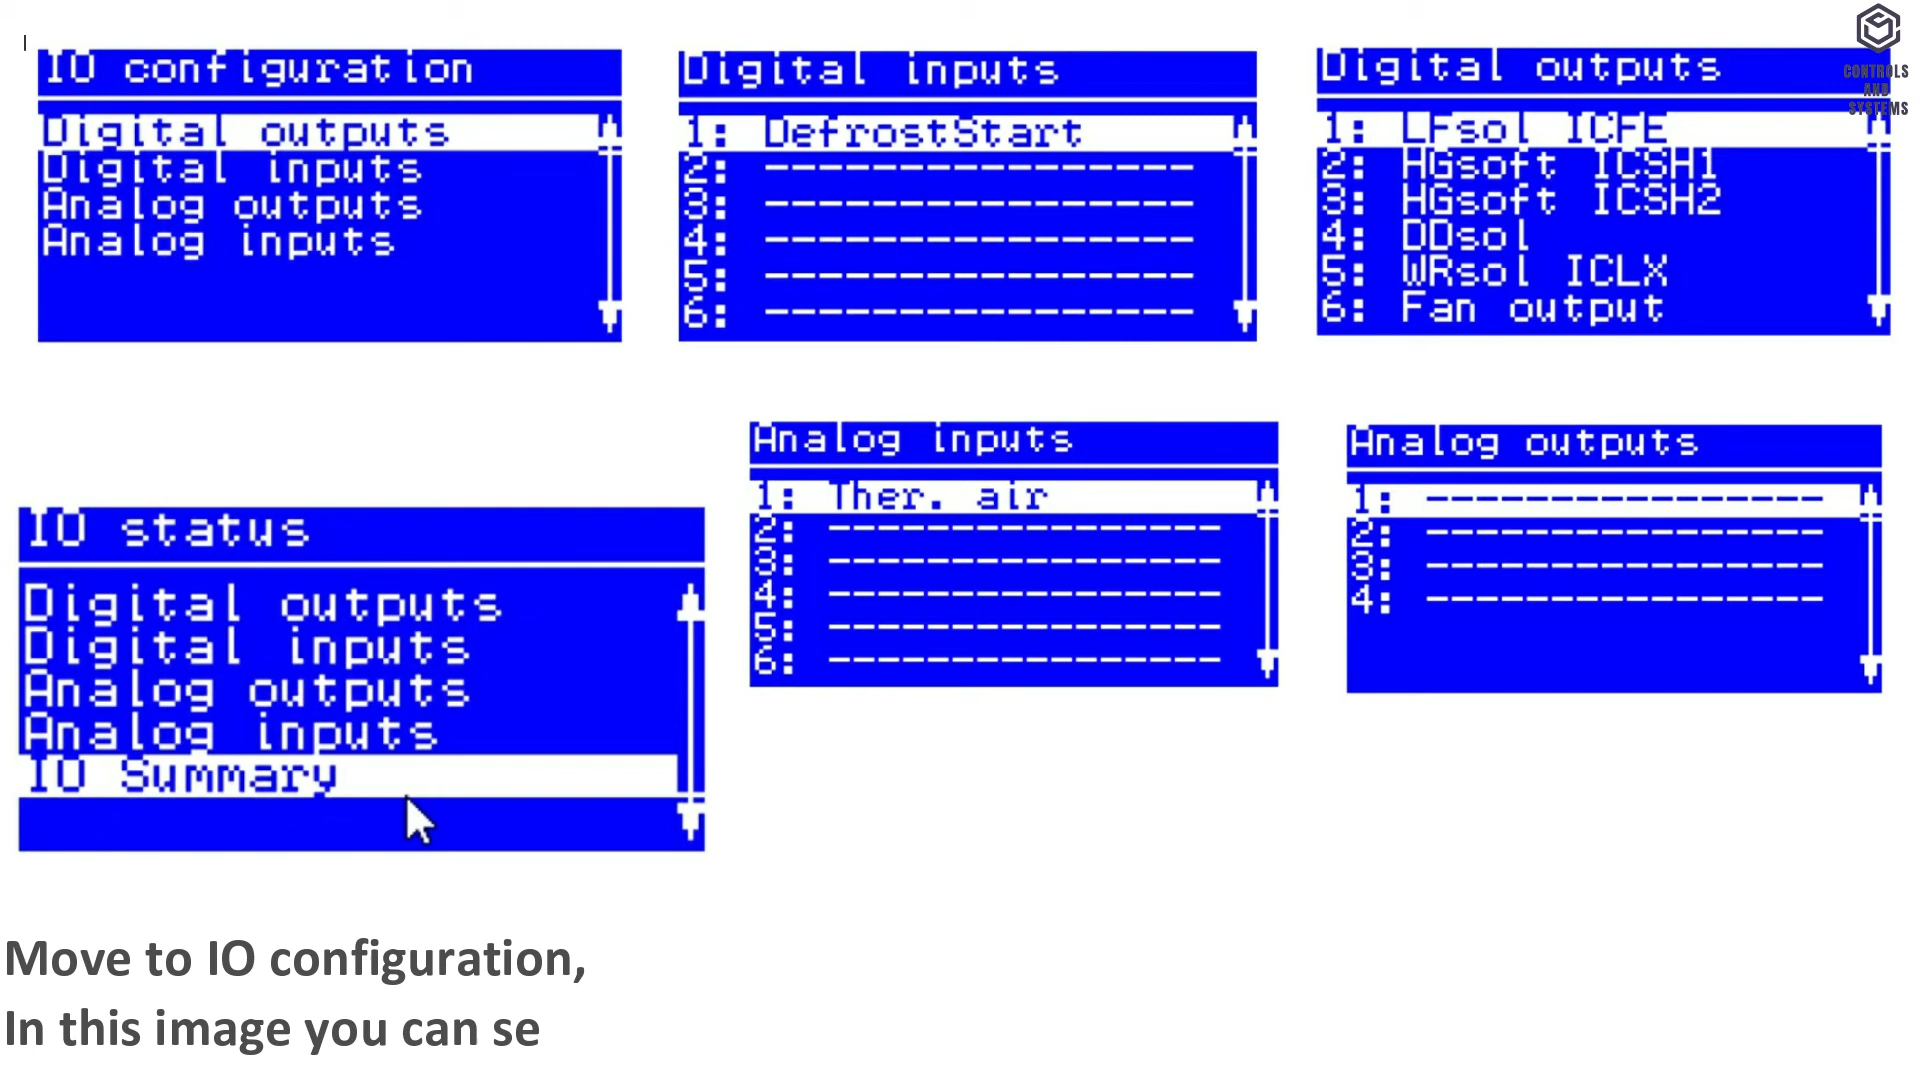 IO configuration
Digital outputs
Digital inputs
Analog outputs
Analog inputs
Digital inputs
1: DefrostStart
2: ----------------
3: ----------------
4: ----------------
5: ----------------
6: ----------------
Digital outputs
1: LFsol ICFE
2: HGsoft ICSH1
3: HGsoft ICSH2
4: DDsol
5: WRsol ICLX
6: Fan output
CONTROLS
AND
SYSTEMS
IO status
Digital outputs
Digital inputs
Analog outputs
Analog inputs
IO Summary
Analog inputs
1: Ther. air
2: ----------------
3: ----------------
4: ----------------
5: ----------------
6: ----------------
Analog outputs
1: ----------------
2: ----------------
3: ----------------
4: ----------------
Move to IO configuration,
In this image you can se